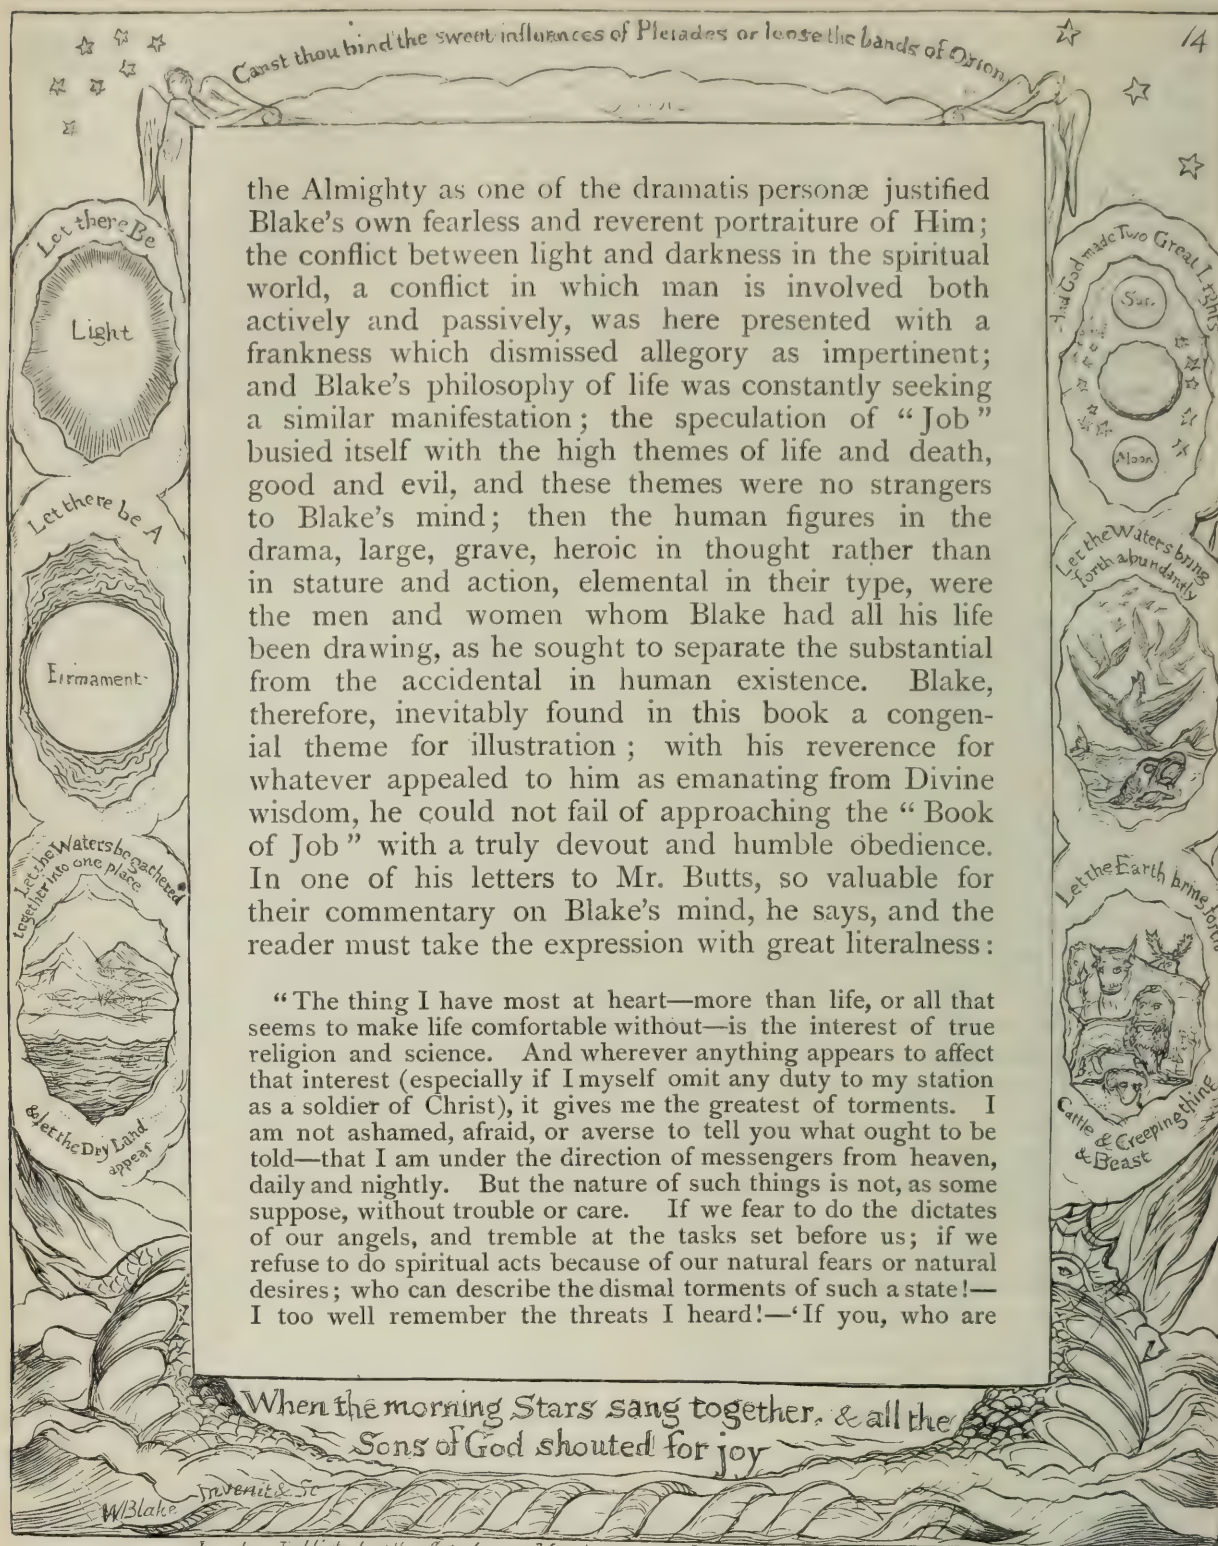 Canst thou bind the sweet influences of Pleiades or loose the bands of Orion
14
Let there Be
Light
Let there be A
Firmament
Let the Waters be gathered
together into one place
& let the Dry Land
appear
And God made Two Great Lights
Sun
Moon
Let the Waters bring
forth abundantly
Let the Earth bring forth
Cattle & Creeping thing
& Beast
the Almighty as one of the dramatis personæ justified
Blake's own fearless and reverent portraiture of Him;
the conflict between light and darkness in the spiritual
world, a conflict in which man is involved both
actively and passively, was here presented with a
frankness which dismissed allegory as impertinent;
and Blake's philosophy of life was constantly seeking
a similar manifestation; the speculation of "Job"
busied itself with the high themes of life and death,
good and evil, and these themes were no strangers
to Blake's mind; then the human figures in the
drama, large, grave, heroic in thought rather than
in stature and action, elemental in their type, were
the men and women whom Blake had all his life
been drawing, as he sought to separate the substantial
from the accidental in human existence. Blake,
therefore, inevitably found in this book a congen-
ial theme for illustration; with his reverence for
whatever appealed to him as emanating from Divine
wisdom, he could not fail of approaching the "Book
of Job" with a truly devout and humble obedience.
In one of his letters to Mr. Butts, so valuable for
their commentary on Blake's mind, he says, and the
reader must take the expression with great literalness:
"The thing I have most at heart—more than life, or all that
seems to make life comfortable without—is the interest of true
religion and science. And wherever anything appears to affect
that interest (especially if I myself omit any duty to my station
as a soldier of Christ), it gives me the greatest of torments. I
am not ashamed, afraid, or averse to tell you what ought to be
told—that I am under the direction of messengers from heaven,
daily and nightly. But the nature of such things is not, as some
suppose, without trouble or care. If we fear to do the dictates
of our angels, and tremble at the tasks set before us; if we
refuse to do spiritual acts because of our natural fears or natural
desires; who can describe the dismal torments of such a state!—
I too well remember the threats I heard!—'If you, who are
When the morning Stars sang together, & all the
Sons of God shouted for joy
WBlake Invenit & Sc